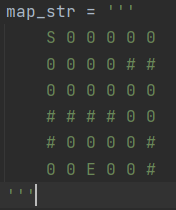 map_str = '''
S 0 0 0 0 0
0 0 0 0 # #
0 0 0 0 0 0
# # # # 0 0
# 0 0 0 0 #
0 0 E 0 0 #
'''